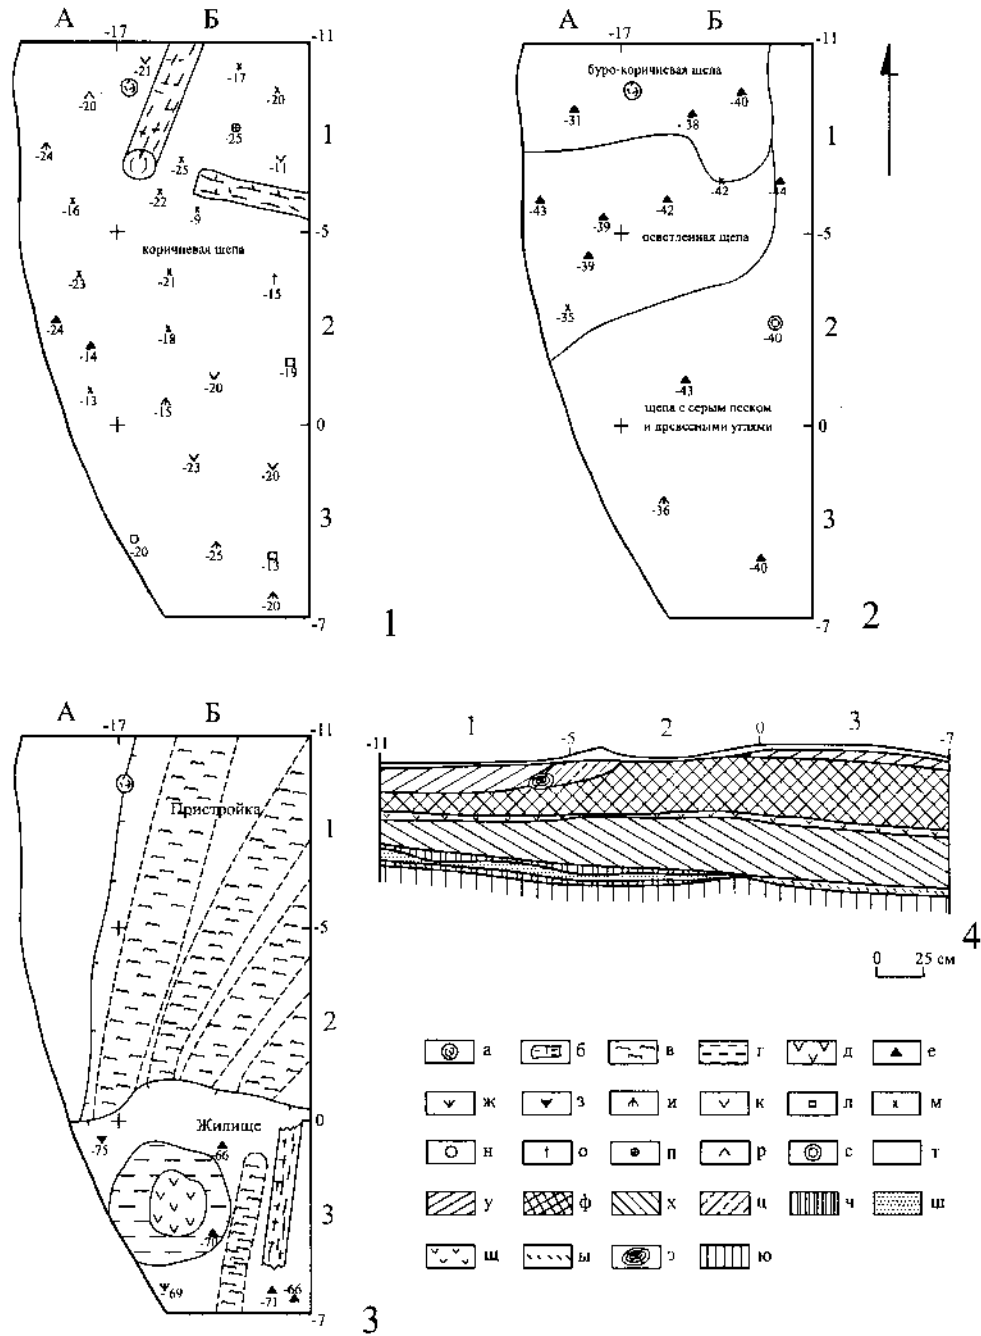 А Б
-17 -11
-21 -17
-20 -20
-25 1
-24 -25 -11
-22
-16 -9
-5
коричневая щепа
-23 -21 -15
-24 2
-18
-14 -19
-20
-13 -15
0
-23 -20
3
-20 -25 -13
-20
-7
1
А Б
-17 -11
буро-коричневая щепа
-40
-31 -38
1
-42 -44
-43 -42
-39 -5
осветленная щепа
-39
-35 2
-40
-43
щепа с серым песком
и древесными углями
0
-36 3
-40
-7
2
А Б
-17 -11
Пристройка
1
-5
2
Жилище 0
-75 -66
3
-70
-69 -71 -66
-7
3
1 2 0 3
-11 -5 -7
4
0 25 см
а б в г д е
ж з и к л м
н о п р с т
у ф х ц ч ш
щ ы э ю